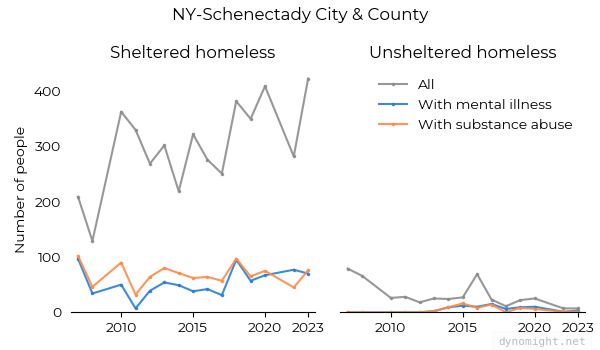 NY-Schenectady City & County
Sheltered homeless
Unsheltered homeless
Number of people
400
300
200
100
0
2010
2015
2020
2023
All
With mental illness
With substance abuse
2010
2015
2020
2023
dynomight.net